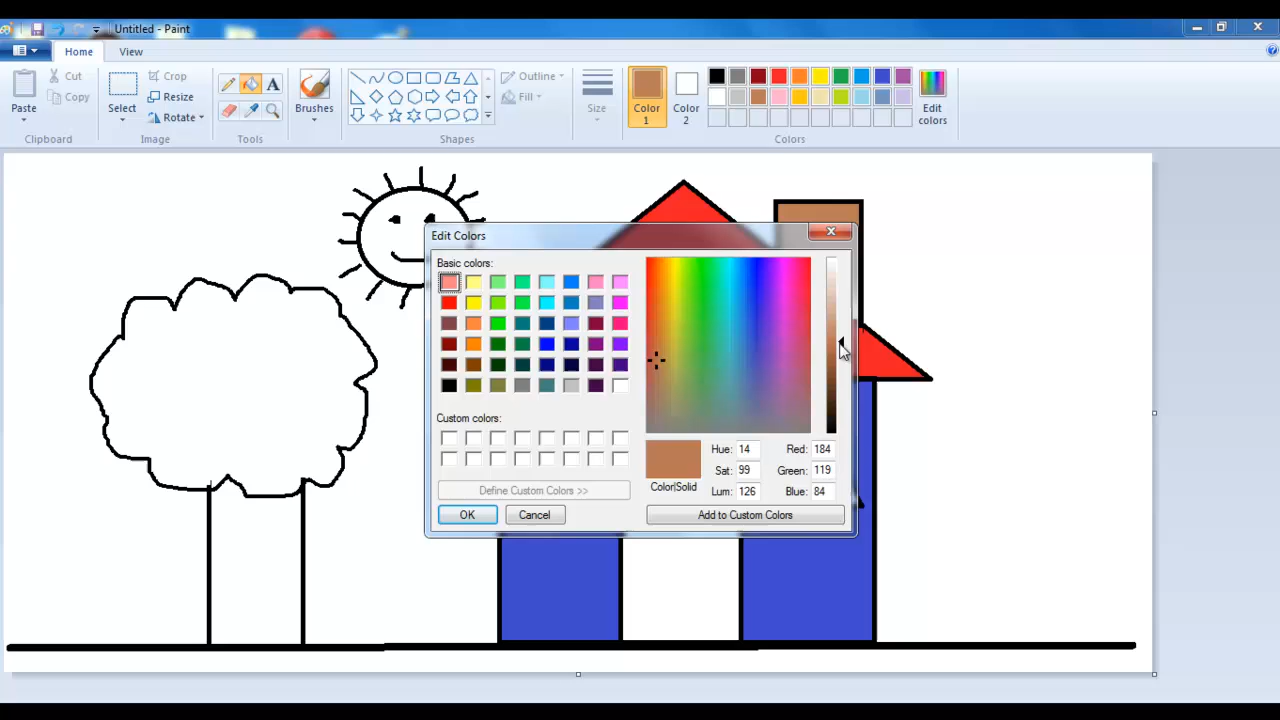 Untitled - Paint
Home View
Paste
Cut
Copy
Clipboard
Select
Crop
Resize
Rotate
Image
A
Tools
Brushes
Outline
Fill
Shapes
Size
Color 1
Color 2
Edit colors
Colors
Edit Colors
Basic colors:
Custom colors:
Define Custom Colors >>
OK Cancel
Color|Solid
Hue: 14 Red: 184
Sat: 99 Green: 119
Lum: 126 Blue: 84
Add to Custom Colors